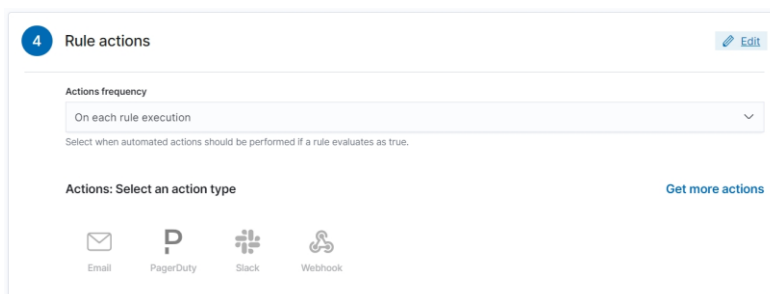 4 Rule actions Edit
Actions frequency
On each rule execution
Select when automated actions should be performed if a rule evaluates as true.
Actions: Select an action type Get more actions
Email PagerDuty Slack Webhook